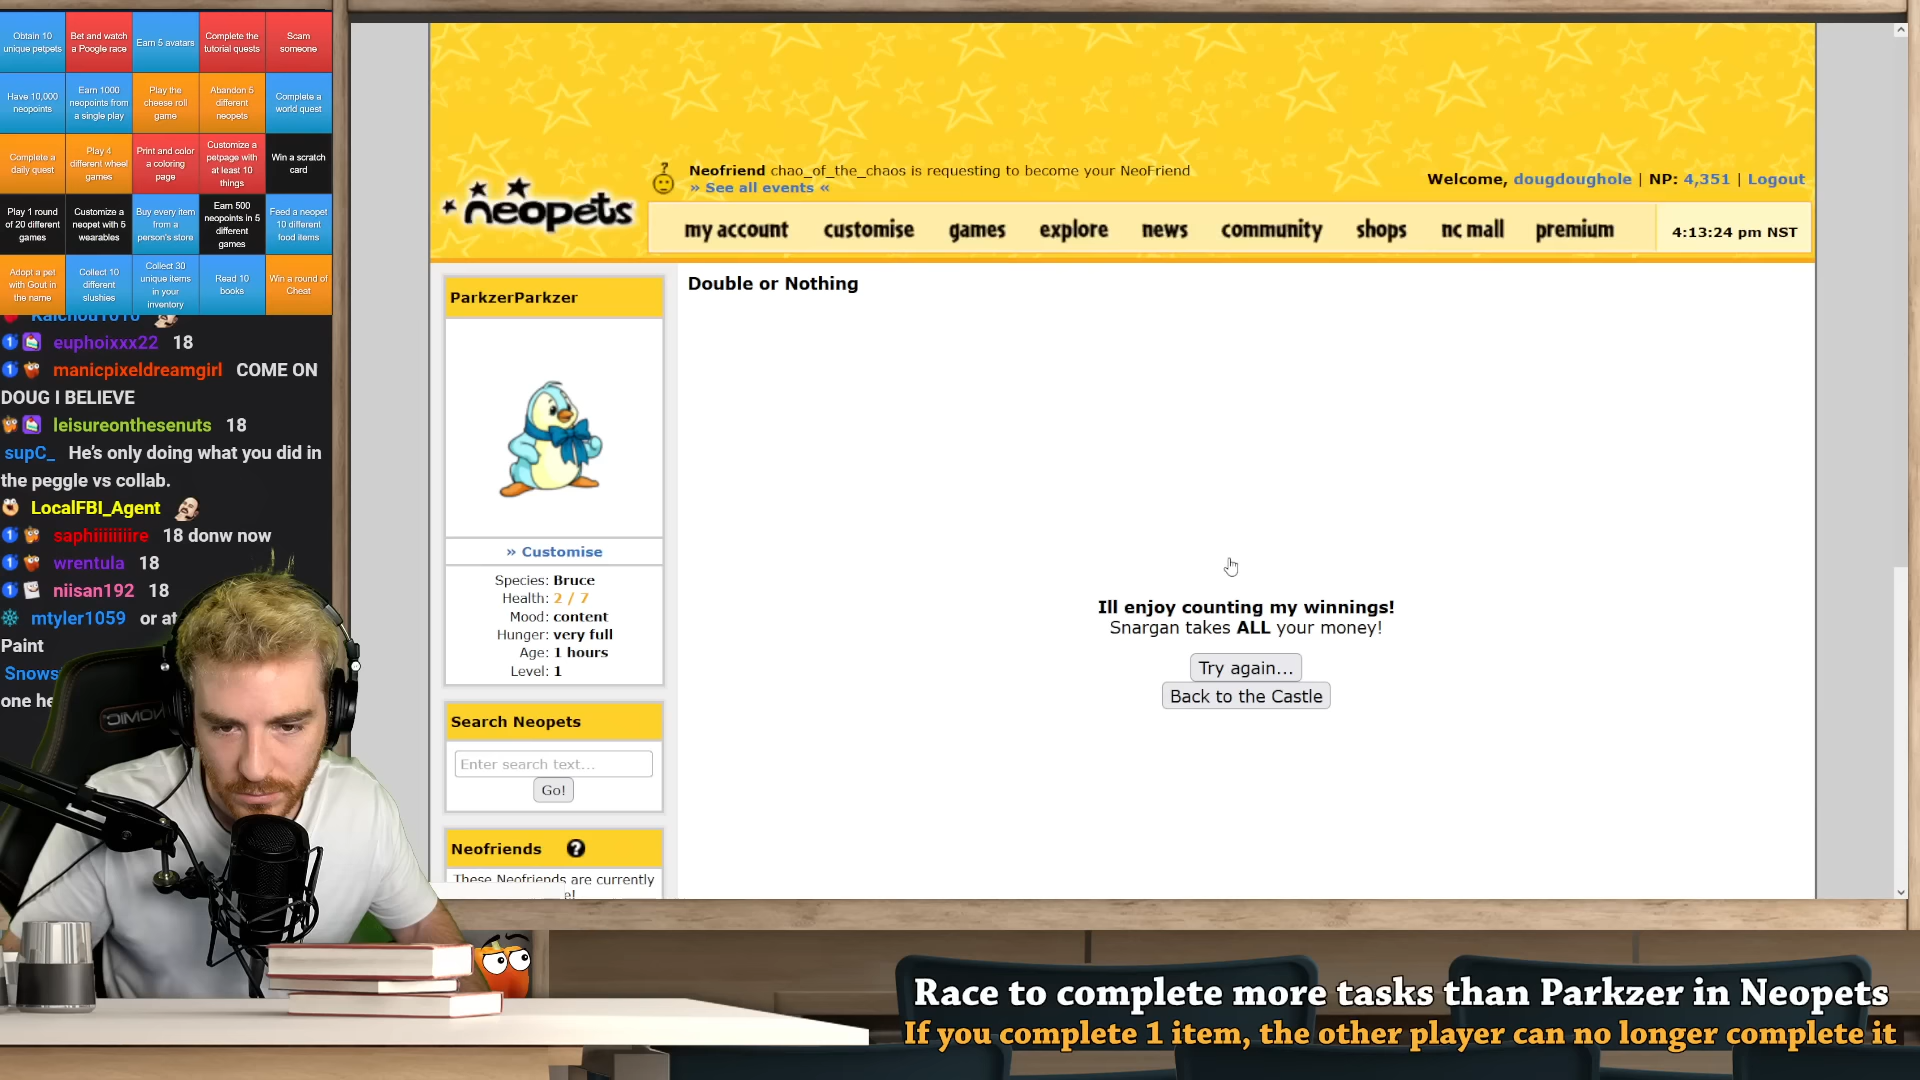 Obtain 10
unique petpets
Bet and watch
a Poogle race
Earn 5 avatars
Complete the
tutorial quests
Scam
someone
Have 10,000
neopoints
Earn 1000
neopoints from
a single play
Play the
cheese roll
game
Abandon 5
different
neopets
Complete a
world quest
Complete a
daily quest
Play 4
different wheel
games
Print and color
a coloring
page
Customize a
petpage with
at least 10
things
Win a scratch
card
Play 1 round
of 20 different
games
Customize a
neopet with 5
wearables
Buy every item
from a
person's store
Earn 500
neopoints in 5
different
games
Feed a neopet
10 different
food items
Adopt a pet
with Gout in
the name
Collect 10
different
slushies
Collect 30
unique items
in your
inventory
Read 10
books
Win a round of
Cheat
euphoixxx22 18
manicpixeldreamgirl COME ON
DOUG I BELIEVE
leisureonthesenuts 18
supC_ He's only doing what you did in
the peggle vs collab.
LocalFBI_Agent
saphiiiiiiiire 18 donw now
wrentula 18
niisan192 18
mtyler1059 or at
Paint
Snows
one he
neopets
Neofriend chao_of_the_chaos is requesting to become your NeoFriend
» See all events «
Welcome, dougdoughole | NP: 4,351 | Logout
my account customise games explore news community shops nc mall premium
4:13:24 pm NST
ParkzerParkzer
» Customise
Species: Bruce
Health: 2 / 7
Mood: content
Hunger: very full
Age: 1 hours
Level: 1
Search Neopets
Enter search text...
Go!
Neofriends ?
These Neofriends are currently
e!
Double or Nothing
Ill enjoy counting my winnings!
Snargan takes ALL your money!
Try again...
Back to the Castle
Race to complete more tasks than Parkzer in Neopets
If you complete 1 item, the other player can no longer complete it